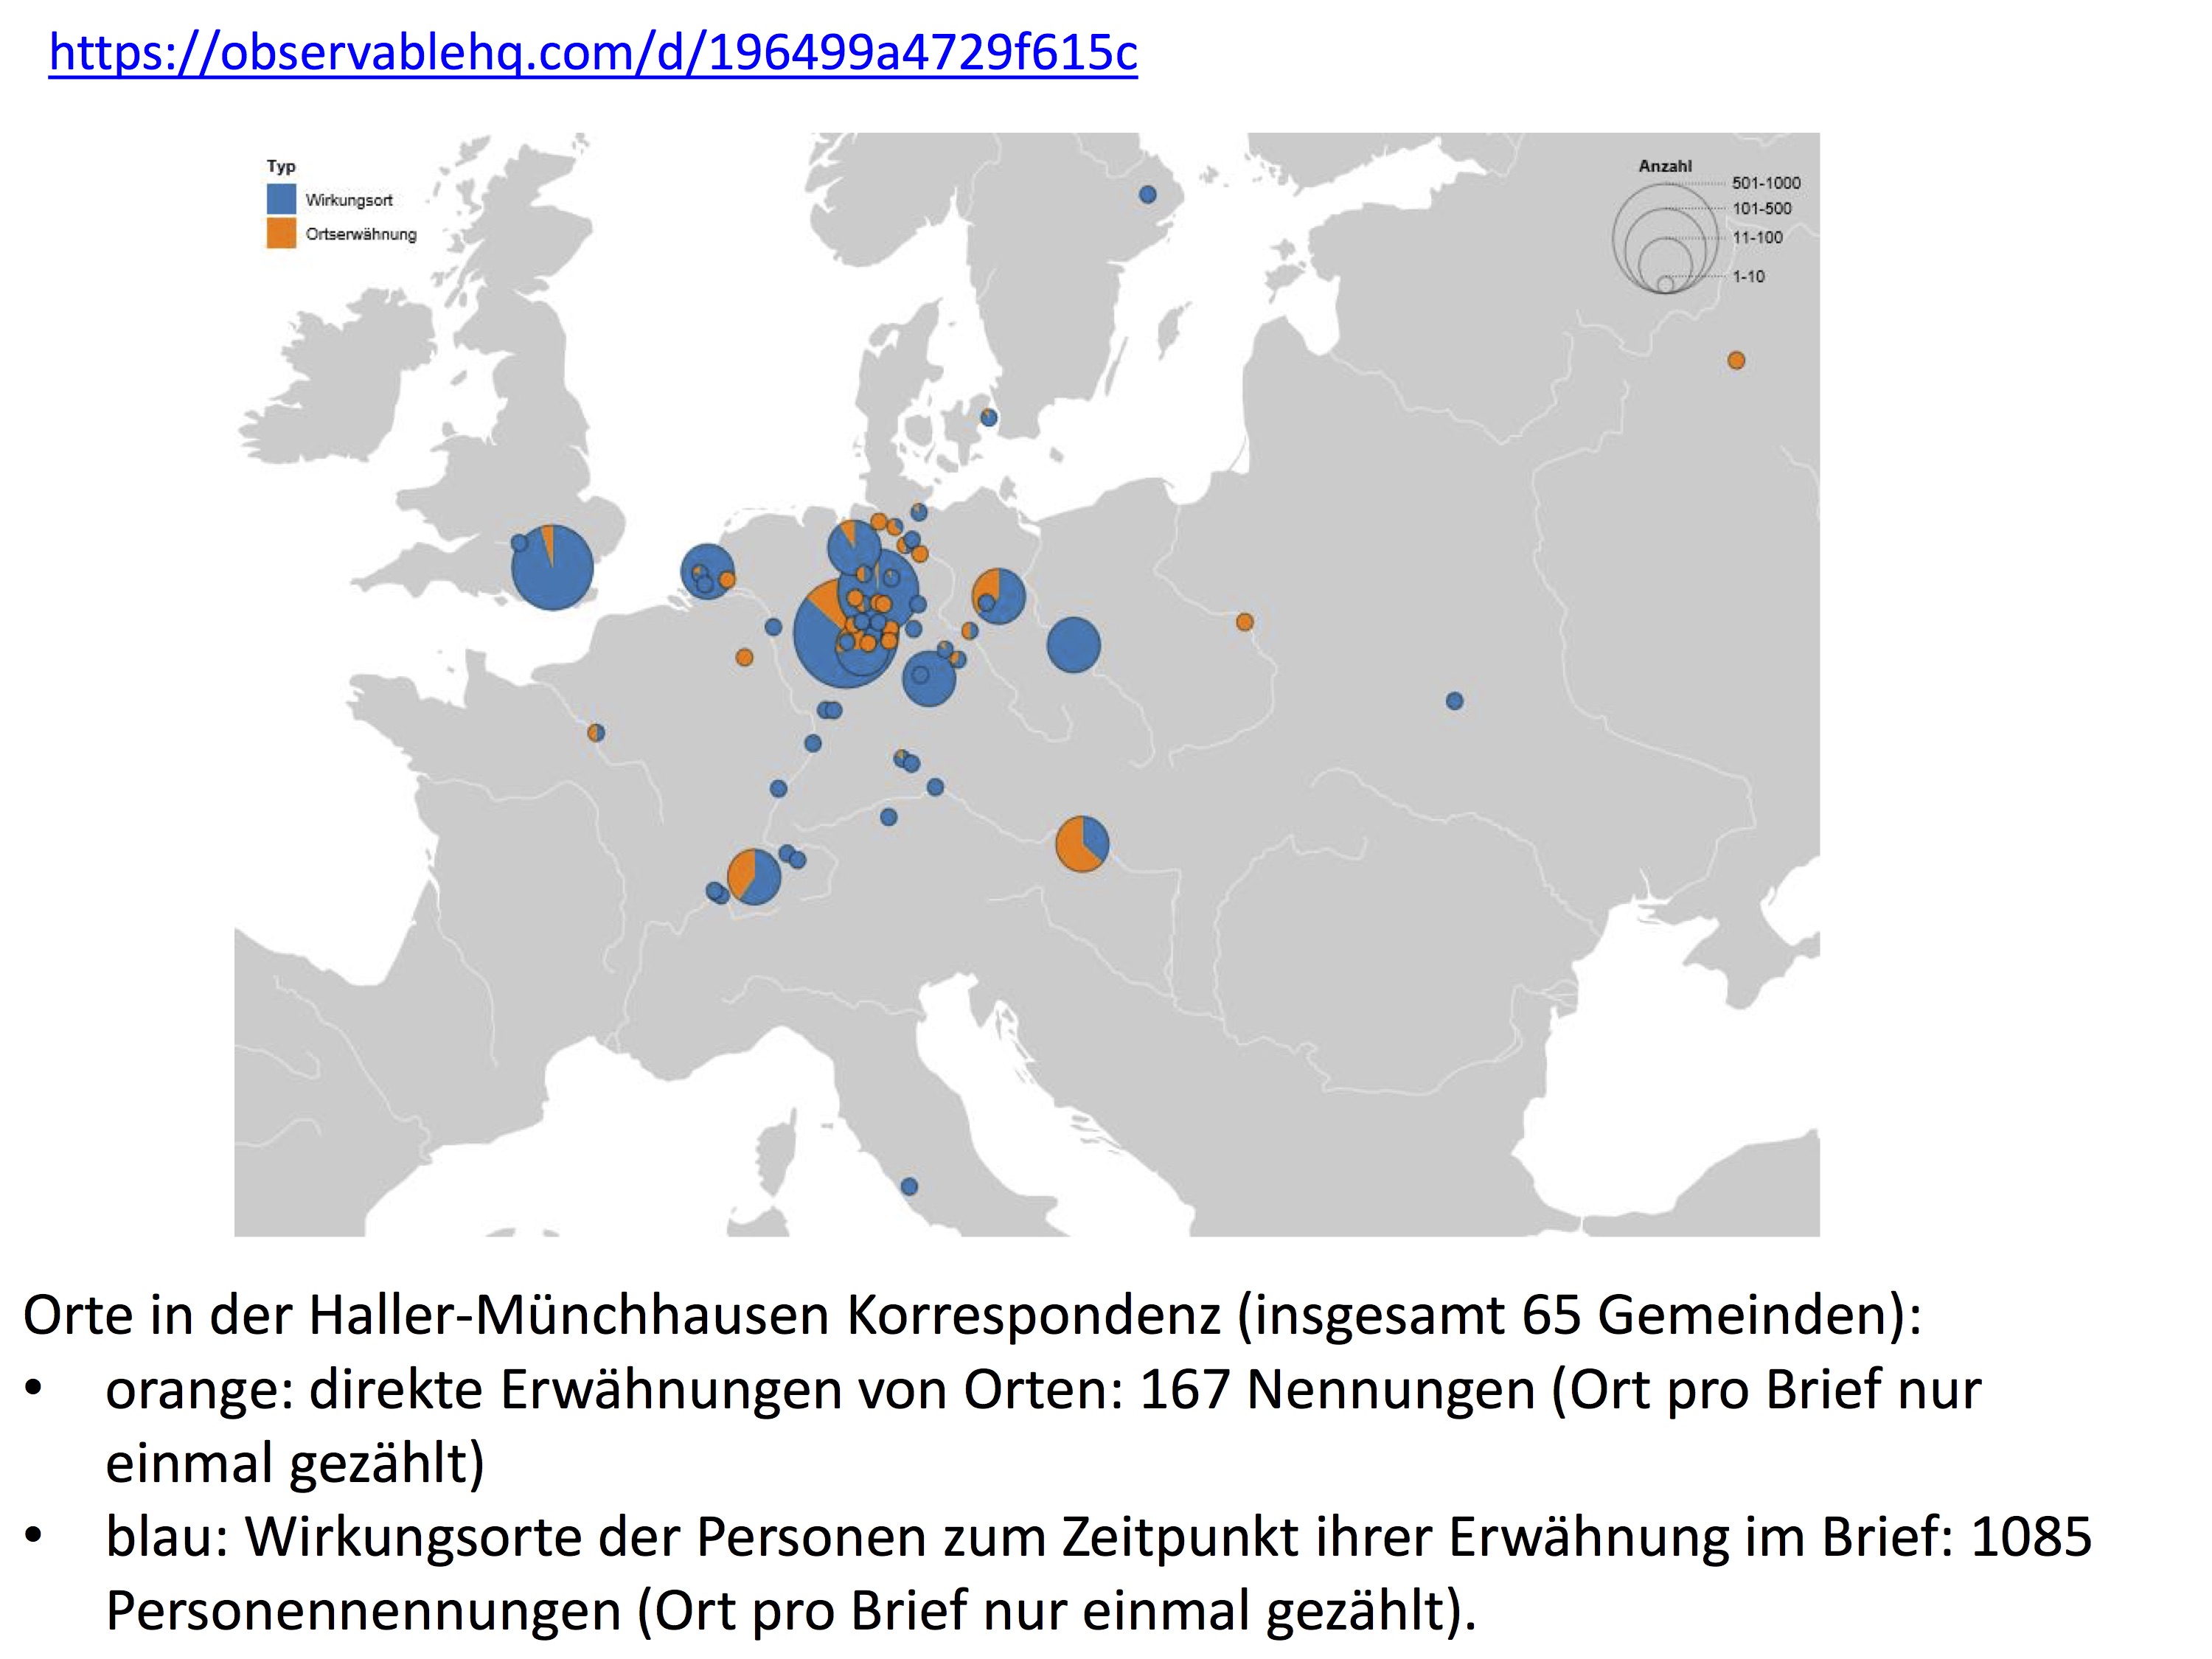 https://observablehq.com/d/196499a4729f615c
Typ
Wirkungsort
Ortserwähnung
Anzahl
501-1000
101-500
11-100
1-10
Orte in der Haller-Münchhausen Korrespondenz (insgesamt 65 Gemeinden):
• orange: direkte Erwähnungen von Orten: 167 Nennungen (Ort pro Brief nur
einmal gezählt)
• blau: Wirkungsorte der Personen zum Zeitpunkt ihrer Erwähnung im Brief: 1085
Personennennungen (Ort pro Brief nur einmal gezählt).